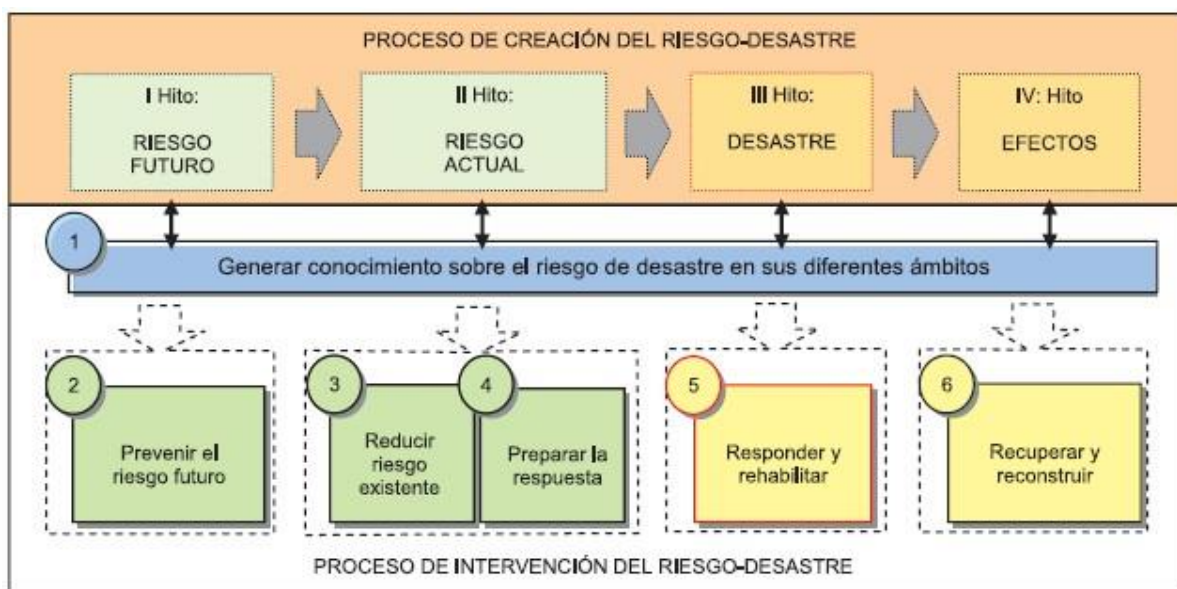 PROCESO DE CREACIÓN DEL RIESGO-DESASTRE
I Hito:
RIESGO
FUTURO
II Hito:
RIESGO
ACTUAL
III Hito:
DESASTRE
IV: Hito
EFECTOS
1
Generar conocimiento sobre el riesgo de desastre en sus diferentes ámbitos
2
Prevenir el
riesgo futuro
3
Reducir
riesgo
existente
4
Preparar la
respuesta
5
Responder y
rehabilitar
6
Recuperar y
reconstruir
PROCESO DE INTERVENCIÓN DEL RIESGO-DESASTRE